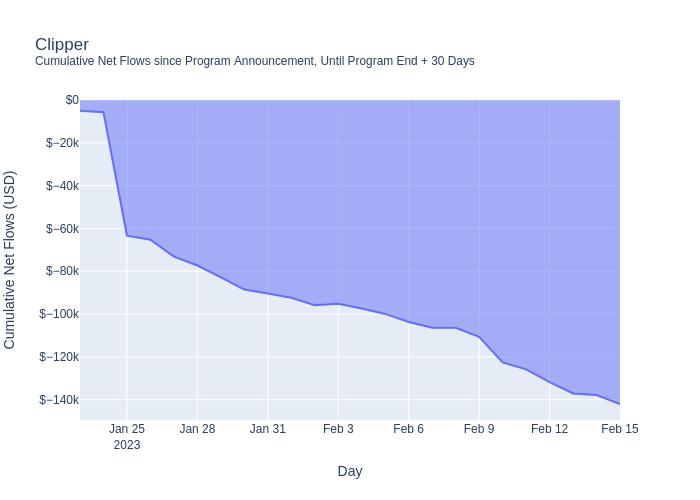 Clipper
Cumulative Net Flows since Program Announcement, Until Program End + 30 Days
$0
$−20k
$−40k
$−60k
$−80k
$−100k
$−120k
$−140k
Cumulative Net Flows (USD)
Jan 25 Jan 28 Jan 31 Feb 3 Feb 6 Feb 9 Feb 12 Feb 15
2023
Day